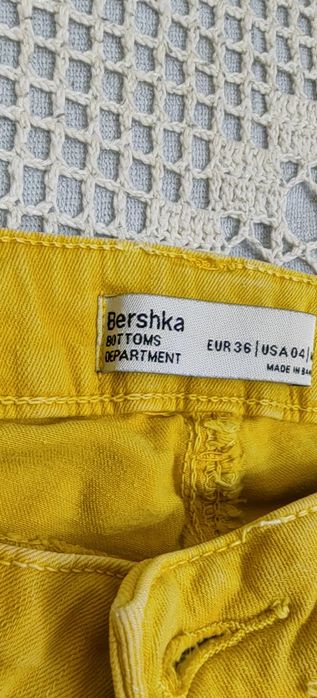 Bershka
BOTTOMS
DEPARTMENT
EUR 36 | USA 04 |
MADE IN